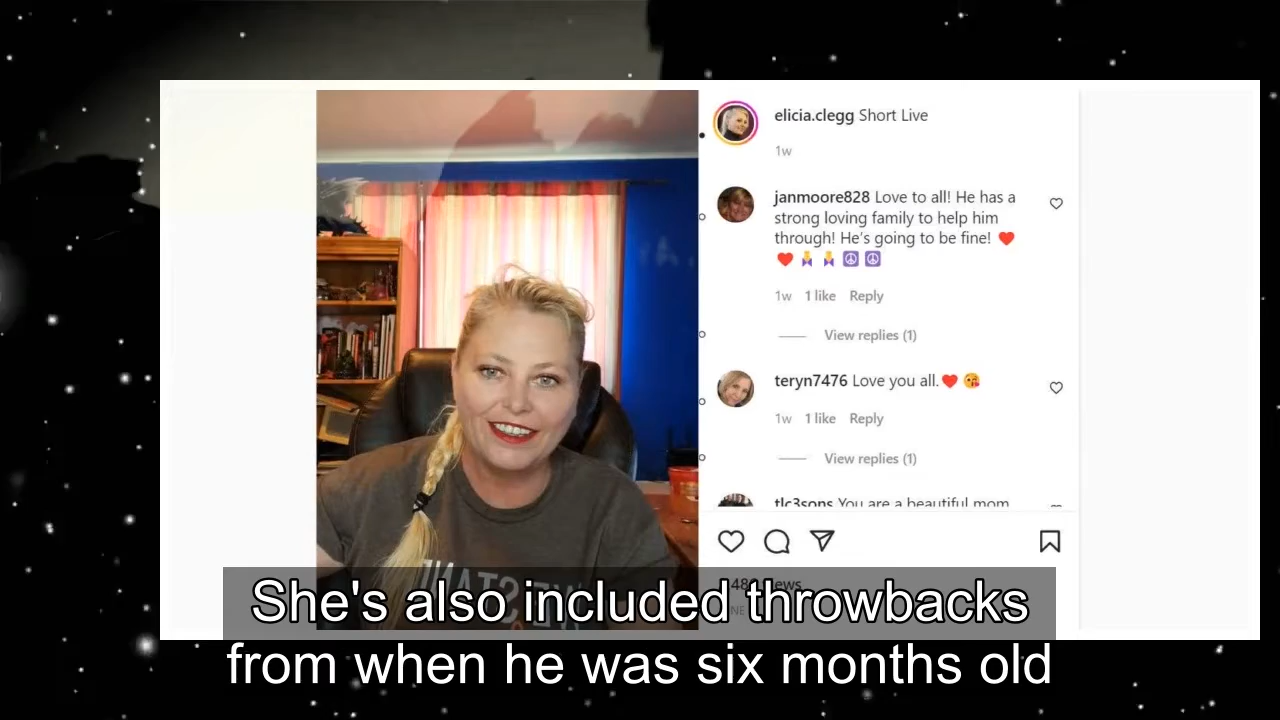 elicia.clegg Short Live
1w
janmoore828 Love to all! He has a
strong loving family to help him
through! He's going to be fine! ❤️
❤️ 🎖️ 🎖️ ☮️ ☮️
1w 1 like Reply
View replies (1)
teryn7476 Love you all.❤️ 😘
1w 1 like Reply
View replies (1)
tlc3sons You are a beautiful mom
She's also included throwbacks
from when he was six months old